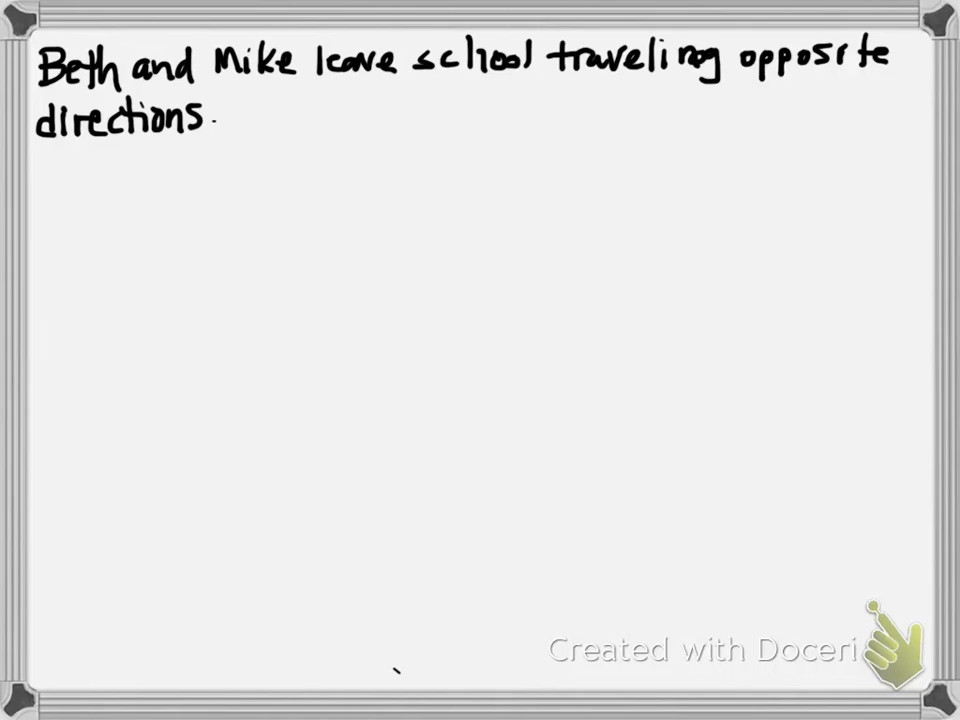 Beth and Mike leave school traveling opposite
directions.
Created with Doceri